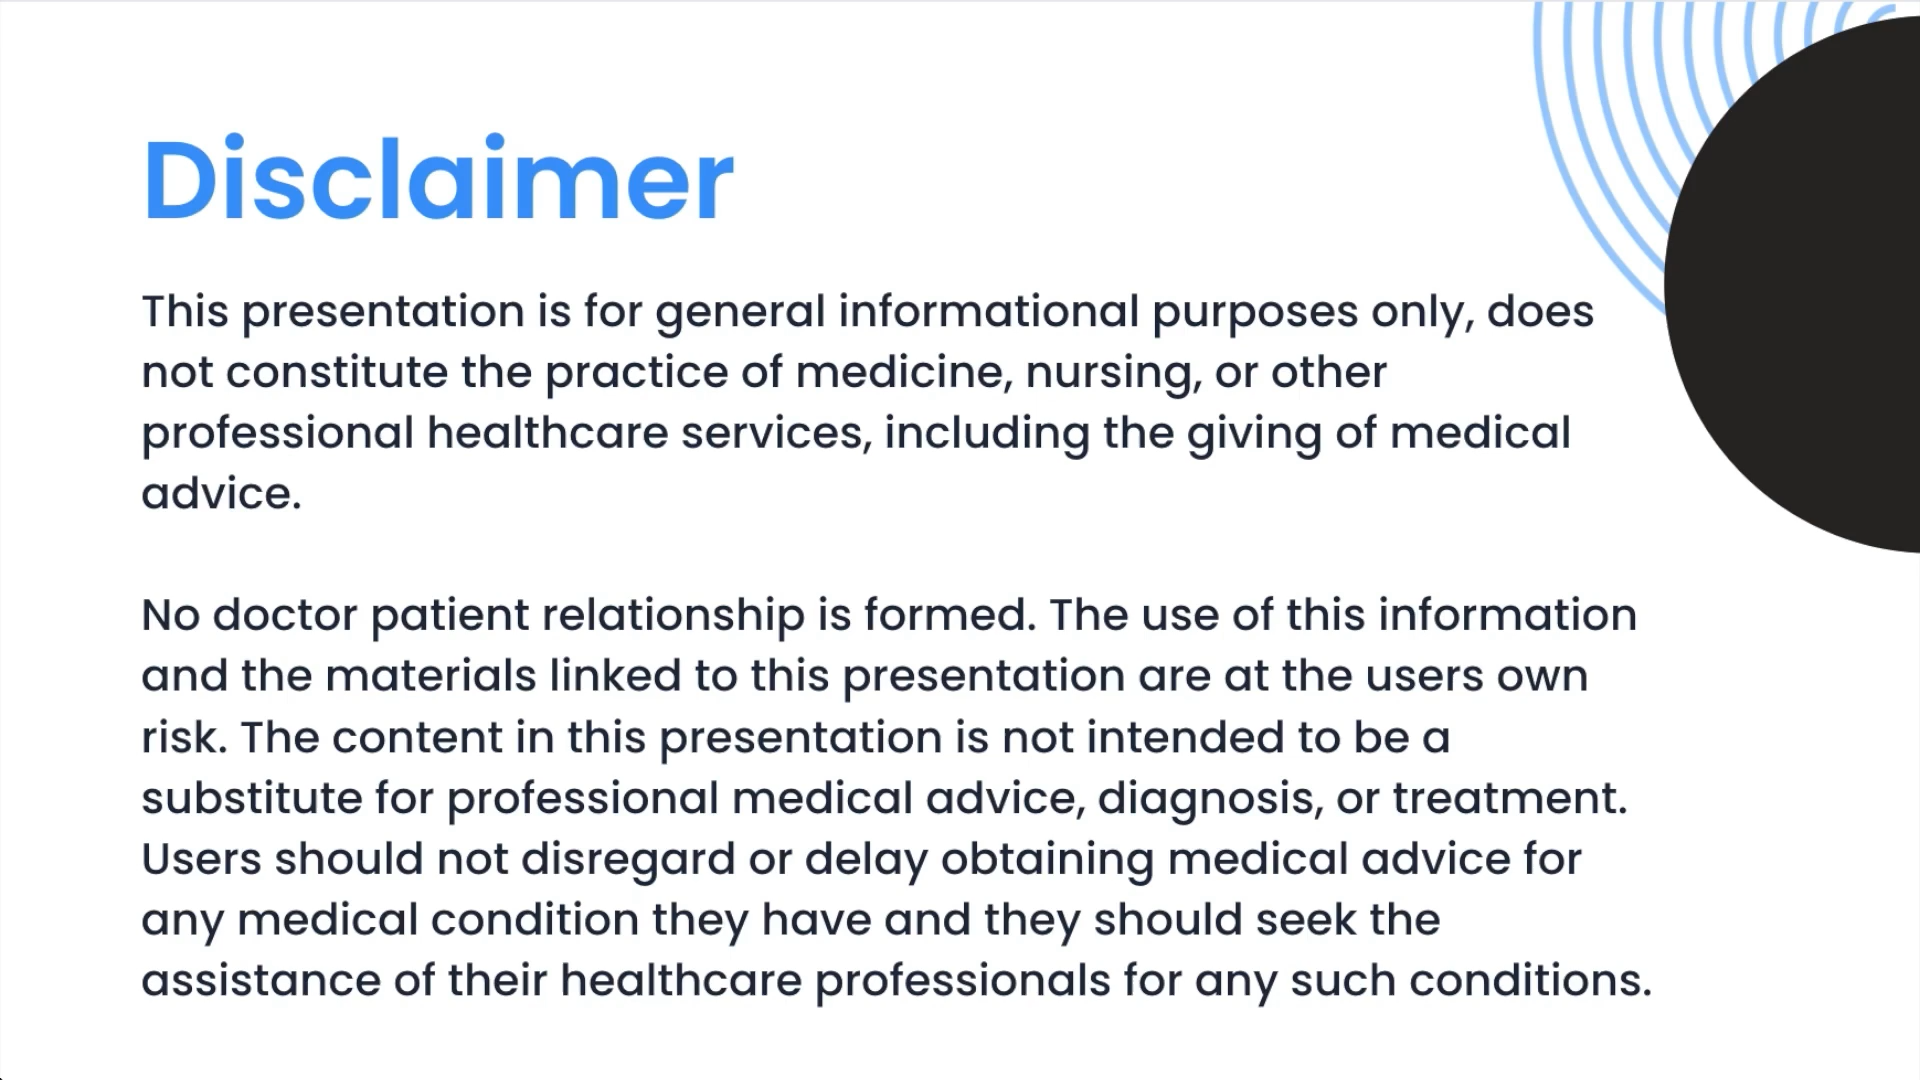 Disclaimer
This presentation is for general informational purposes only, does
not constitute the practice of medicine, nursing, or other
professional healthcare services, including the giving of medical
advice.
No doctor patient relationship is formed. The use of this information
and the materials linked to this presentation are at the users own
risk. The content in this presentation is not intended to be a
substitute for professional medical advice, diagnosis, or treatment.
Users should not disregard or delay obtaining medical advice for
any medical condition they have and they should seek the
assistance of their healthcare professionals for any such conditions.